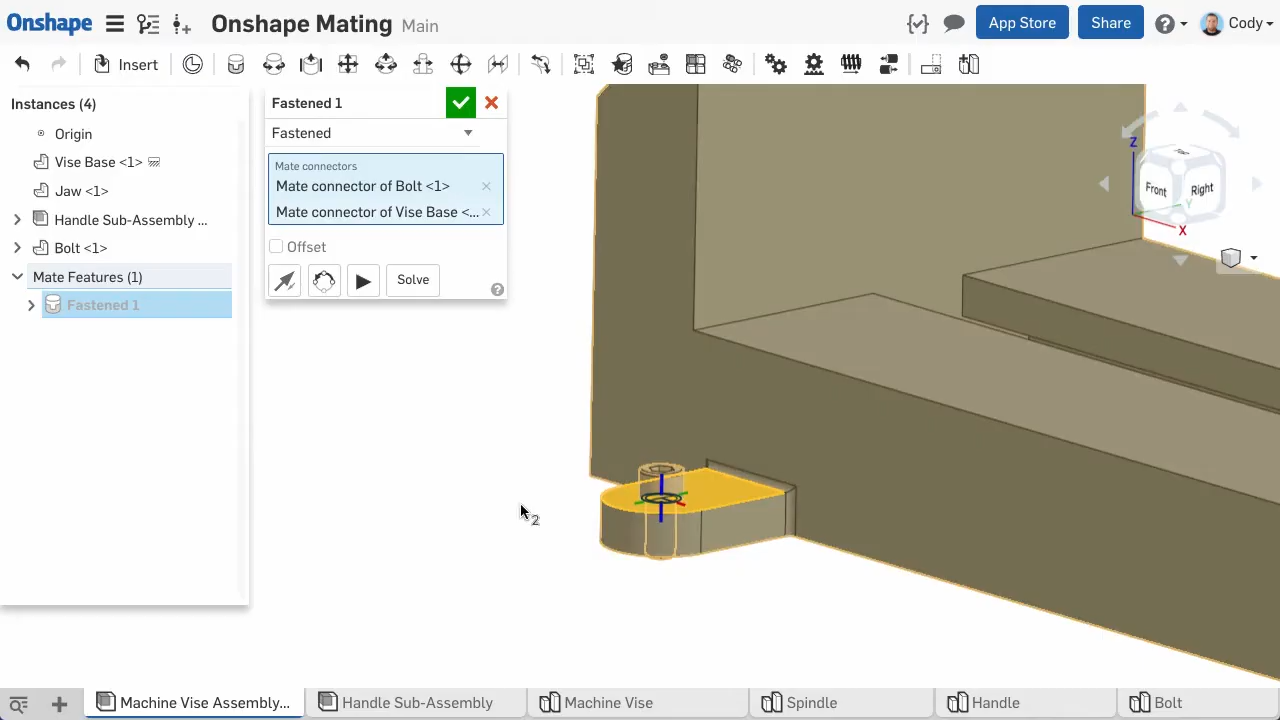 Onshape Onshape Mating Main App Store Share Cody
Insert
Instances (4)
Origin
Vise Base <1>
Jaw <1>
Handle Sub-Assembly ...
Bolt <1>
Mate Features (1)
Fastened 1
Fastened 1
Fastened
Mate connectors
Mate connector of Bolt <1>
Mate connector of Vise Base <...
Offset
Solve
Z
Front Right
Y
X
2
Machine Vise Assembly... Handle Sub-Assembly Machine Vise Spindle Handle Bolt